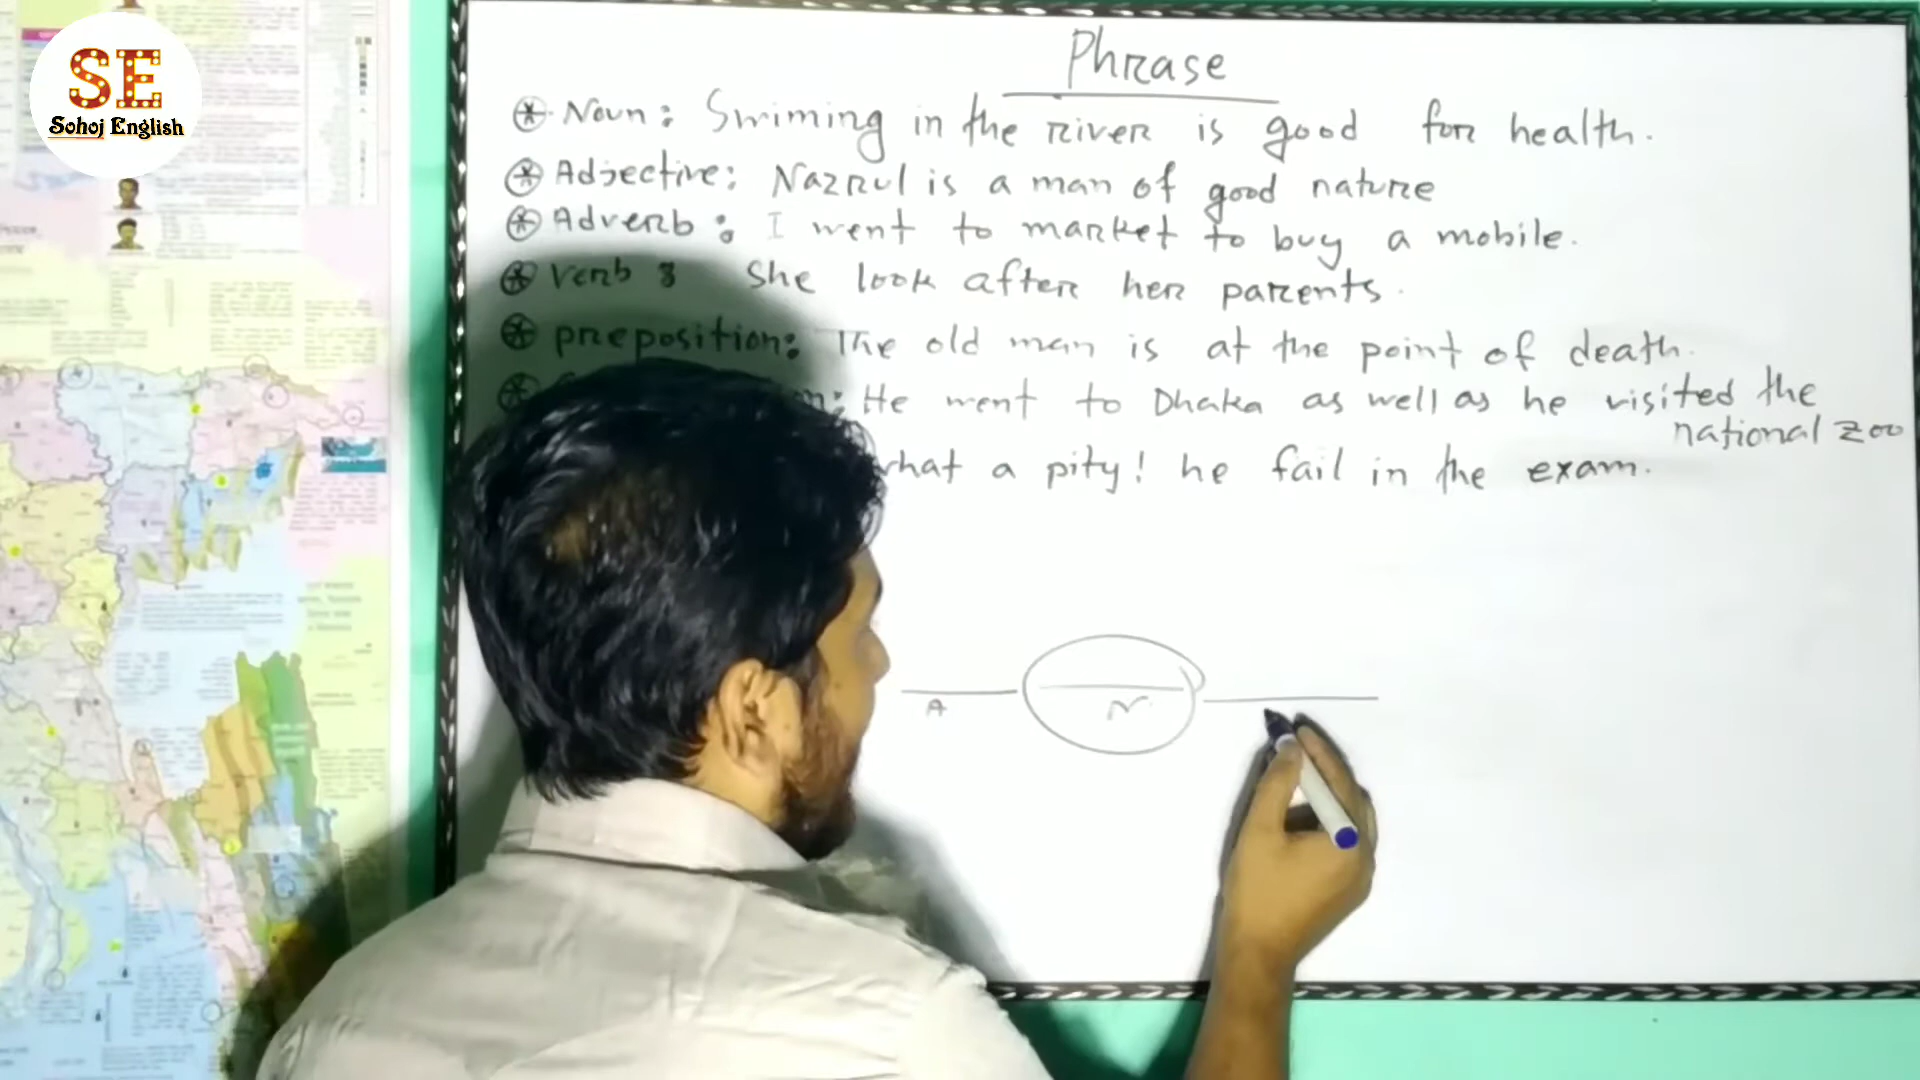 SE
Sohoj English
Phrase
Noun: Swiming in the river is good for health.
Adjective: Nazrul is a man of good nature
Adverb: I went to market to buy a mobile.
Verb: She look after her parents.
preposition: The old man is at the point of death.
He went to Dhaka as well as he visited the
national zoo
what a pity! he fail in the exam.
A N